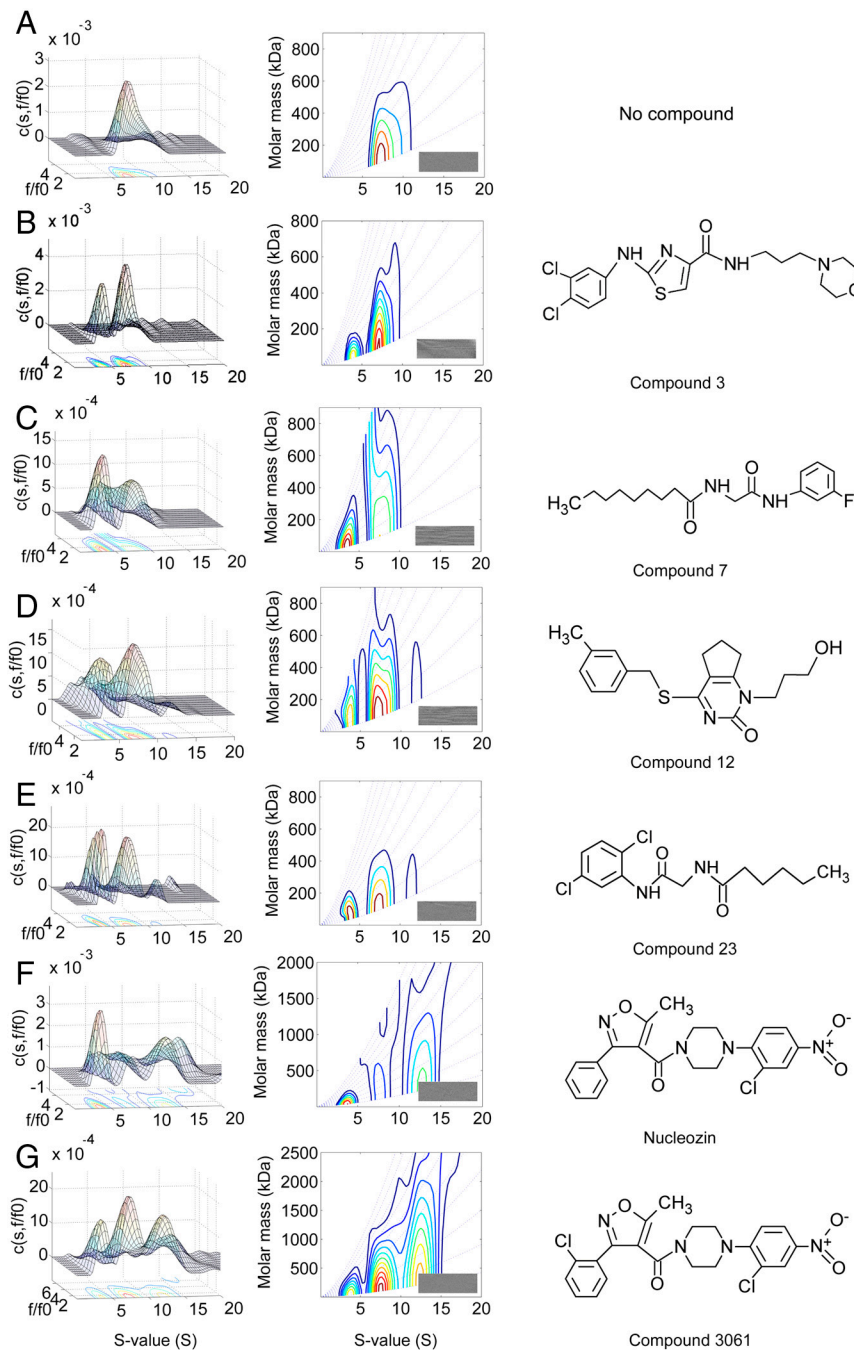 A
x 10⁻³
c(s,f/f0)
3
2
1
0
f/f0
4 2
5 10 15 20
Molar mass (kDa)
800
600
400
200
0 5 10 15 20
No compound
B
x 10⁻³
c(s,f/f0)
4
2
0
f/f0
4 2
5 10 15 20
Molar mass (kDa)
800
600
400
200
0 5 10 15 20
Cl
Cl
NH
N
S
O
NH
N
Compound 3
C
x 10⁻⁴
c(s,f/f0)
15
10
5
0
f/f0
4 2
5 10 15 20
Molar mass (kDa)
800
600
400
200
5 10 15 20
H₃C
O
NH
O
NH
F
Compound 7
D
x 10⁻⁴
c(s,f/f0)
15
10
5
0
f/f0
4 2
5 10 15 20
Molar mass (kDa)
800
600
400
200
0 5 10 15 20
H₃C
S
N
N
O
OH
Compound 12
E
x 10⁻⁴
c(s,f/f0)
20
10
0
f/f0
4 2
5 10 15 20
Molar mass (kDa)
800
600
400
200
0 5 10 15 20
Cl
Cl
NH
O
NH
O
CH₃
Compound 23
F
x 10⁻³
c(s,f/f0)
3
2
1
0
-1
f/f0
4 2
5 10 15 20
Molar mass (kDa)
2000
1500
1000
500
0 5 10 15 20
N
O
CH₃
O
N
N
Cl
N⁺
O⁻
O
Nucleozin
G
x 10⁻⁴
c(s,f/f0)
20
10
0
f/f0
6 4 2
5 10 15 20
S-value (S)
Molar mass (kDa)
2500
2000
1500
1000
500
0 5 10 15 20
S-value (S)
Cl
N
O
CH₃
O
N
N
Cl
N⁺
O⁻
O
Compound 3061